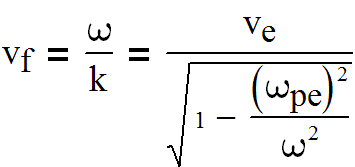 v_f = ω/k = v_e / √(1 − (ω_pe)²/ω²)